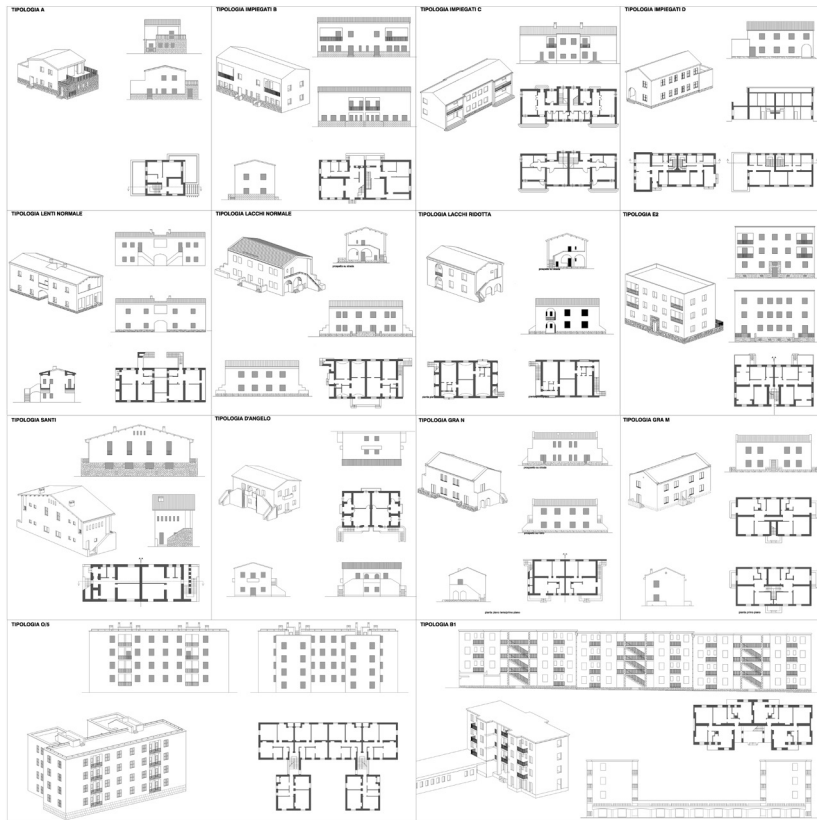 TIPOLOGIA A
TIPOLOGIA IMPIEGATI B
TIPOLOGIA IMPIEGATI C
TIPOLOGIA IMPIEGATI D
TIPOLOGIA LENTI NORMALE
TIPOLOGIA LACCHI NORMALE
TIPOLOGIA LACCHI RIDOTTA
TIPOLOGIA E2
TIPOLOGIA SANTI
TIPOLOGIA D'ANGELO
TIPOLOGIA GRA N
TIPOLOGIA GRA M
TIPOLOGIA O/5
TIPOLOGIA B1